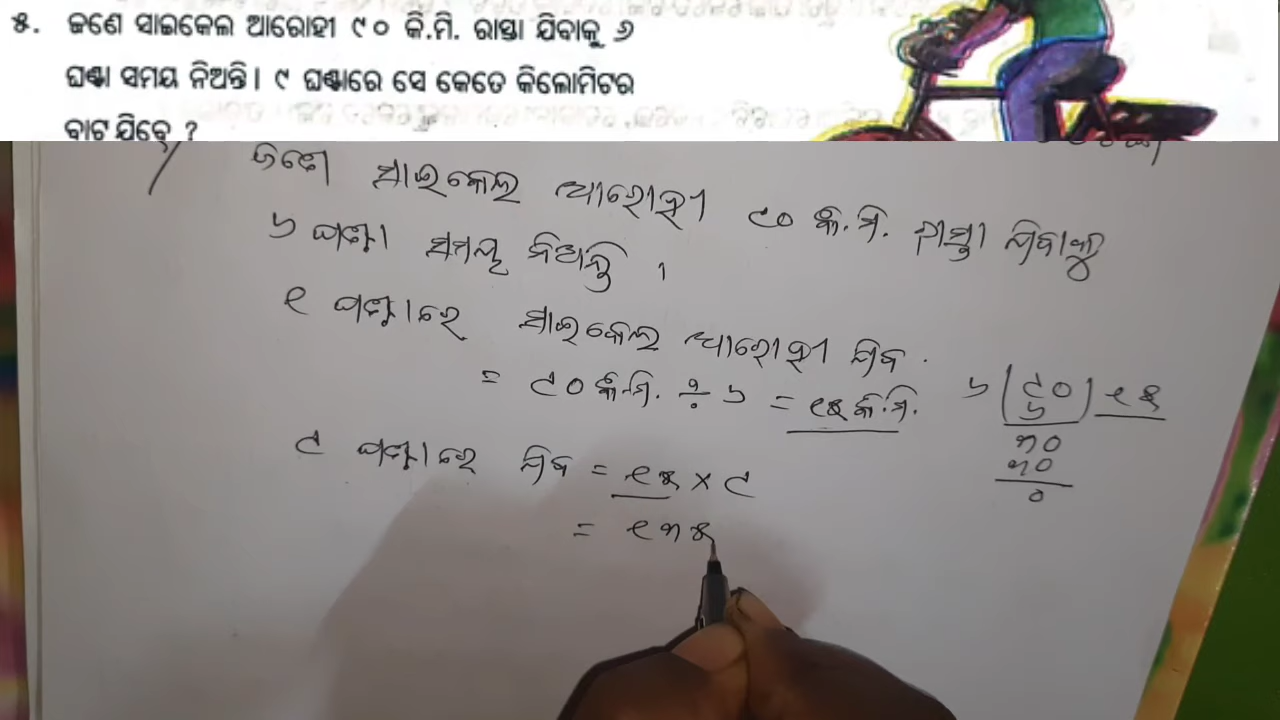 ୫. ଜଣେ ସାଇକେଲ ଆରୋହୀ ୯୦ କି.ମି. ରାସ୍ତା ଯିବାକୁ ୬
ଘଣ୍ଟା ସମୟ ନିଅନ୍ତି। ୯ ଘଣ୍ଟାରେ ସେ କେତେ କିଲୋମିଟର
ବାଟ ଯିବେ ?
ଜଣେ ସାଇକେଲ ଆରୋହୀ ୯୦ କି.ମି. ରାସ୍ତା ଯିବାକୁ
୬ ଘଣ୍ଟା ସମୟ ନିଅନ୍ତି ।
୧ ଘଣ୍ଟାରେ ସାଇକେଲ ଆରୋହୀ ଯିବ
= ୯୦ କି.ମି. ÷ ୬ = ୧୫ କି.ମି.
୬ ( ୯୦ ) ୧୫
୬
୩୦
୩୦
୦
୯ ଘଣ୍ଟାରେ ଯିବ = ୧୫ × ୯
= ୧୩୫